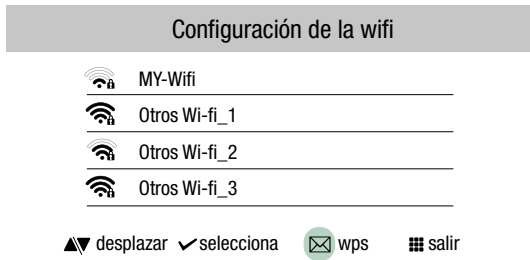 Configuración de la wifi
MY-Wifi
Otros Wi-fi_1
Otros Wi-fi_2
Otros Wi-fi_3
desplazar selecciona wps salir